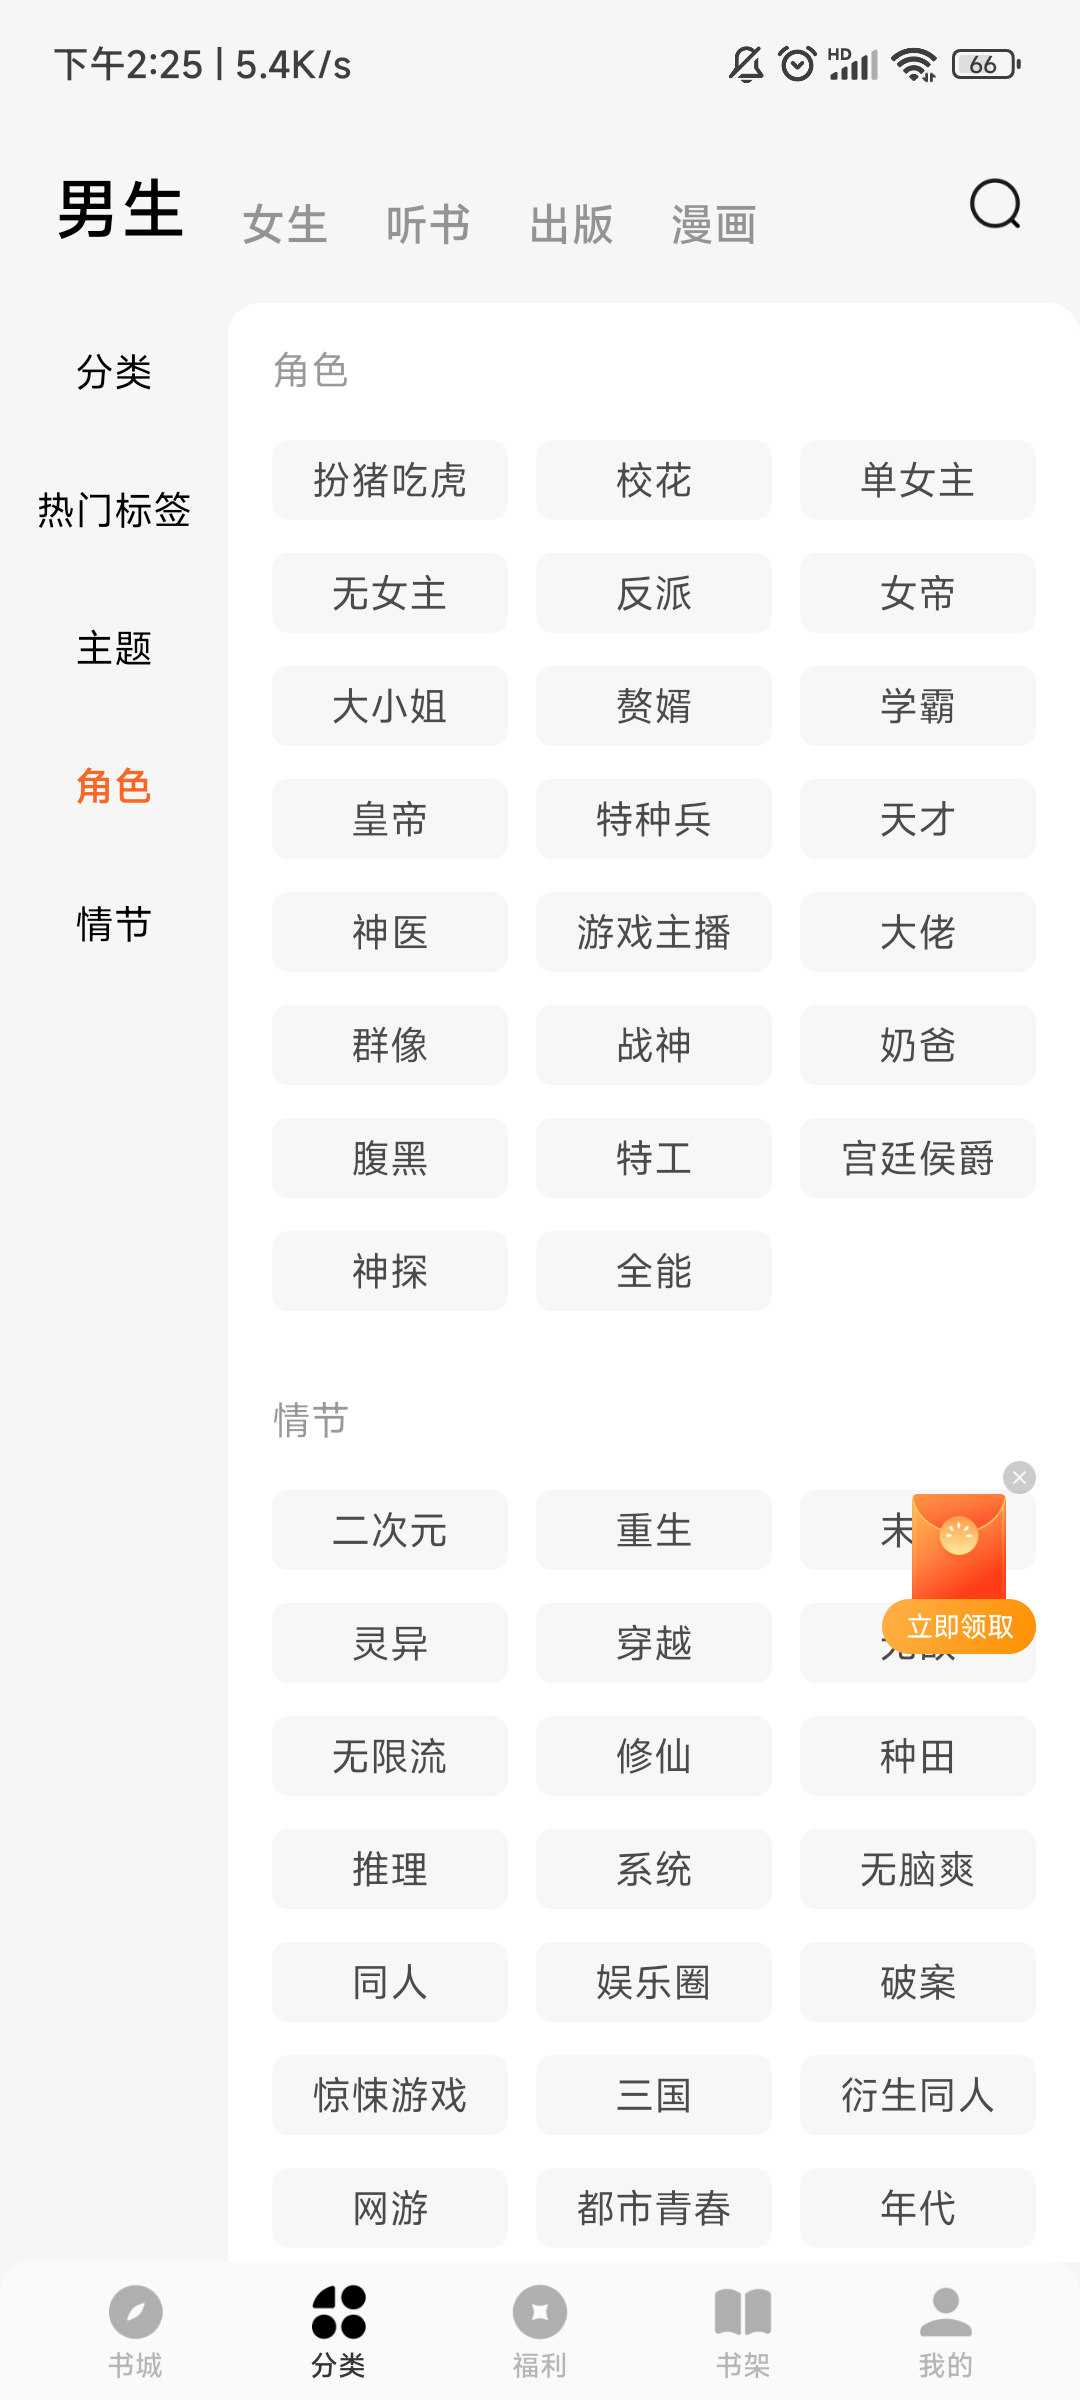 下午2:25 | 5.4K/s
HD
66
男生 女生 听书 出版 漫画
分类
热门标签
主题
角色
情节
角色
扮猪吃虎 校花 单女主
无女主 反派 女帝
大小姐 赘婿 学霸
皇帝 特种兵 天才
神医 游戏主播 大佬
群像 战神 奶爸
腹黑 特工 宫廷侯爵
神探 全能
情节
二次元 重生 末
灵异 穿越
立即领取
无限流 修仙 种田
推理 系统 无脑爽
同人 娱乐圈 破案
惊悚游戏 三国 衍生同人
网游 都市青春 年代
书城 分类 福利 书架 我的